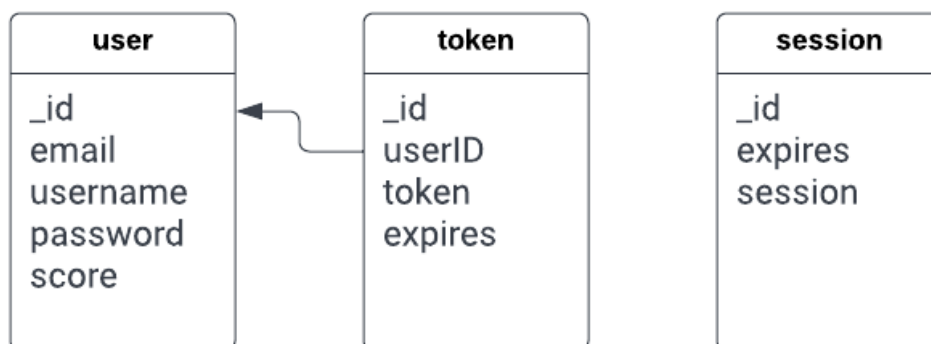 user
_id
email
username
password
score
token
_id
userID
token
expires
session
_id
expires
session